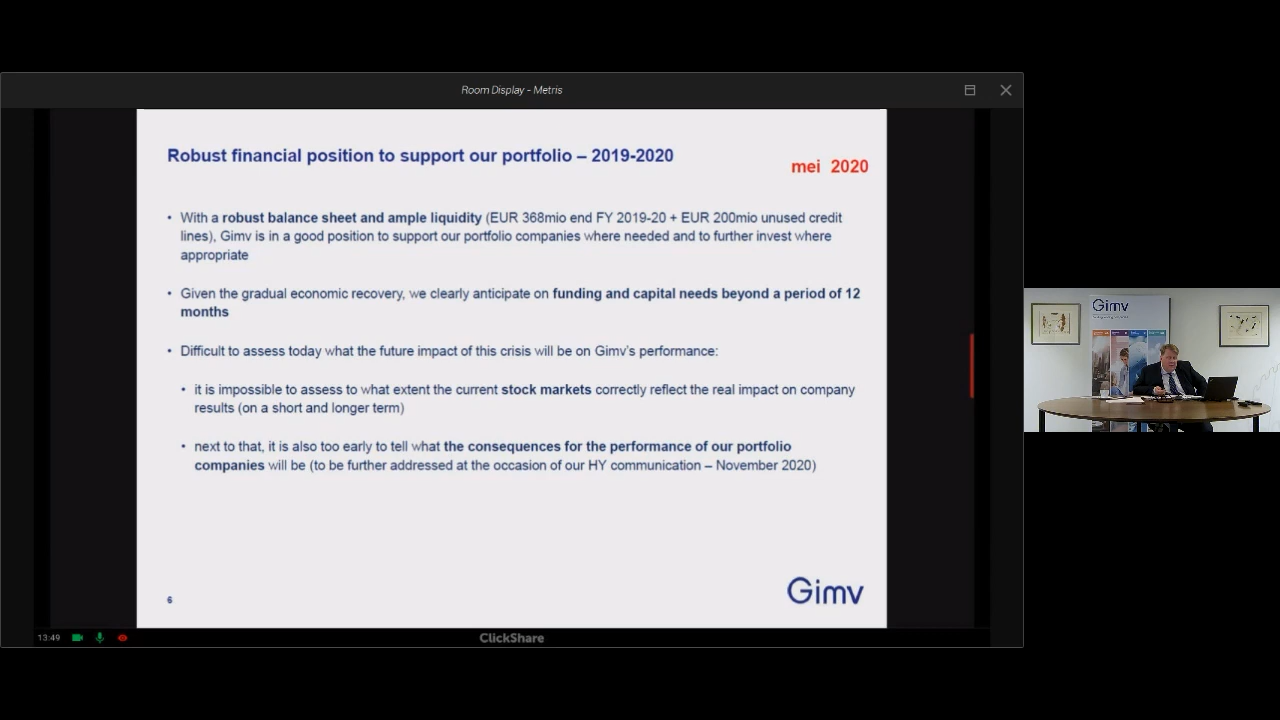 Room Display - Metris
Robust financial position to support our portfolio – 2019-2020
mei 2020
• With a robust balance sheet and ample liquidity (EUR 368mio end FY 2019-20 + EUR 200mio unused credit
lines), Gimv is in a good position to support our portfolio companies where needed and to further invest where
appropriate
• Given the gradual economic recovery, we clearly anticipate on funding and capital needs beyond a period of 12
months
• Difficult to assess today what the future impact of this crisis will be on Gimv's performance:
• it is impossible to assess to what extent the current stock markets correctly reflect the real impact on company
results (on a short and longer term)
• next to that, it is also too early to tell what the consequences for the performance of our portfolio
companies will be (to be further addressed at the occasion of our HY communication – November 2020)
6
Gimv
13:49
ClickShare
Gimv